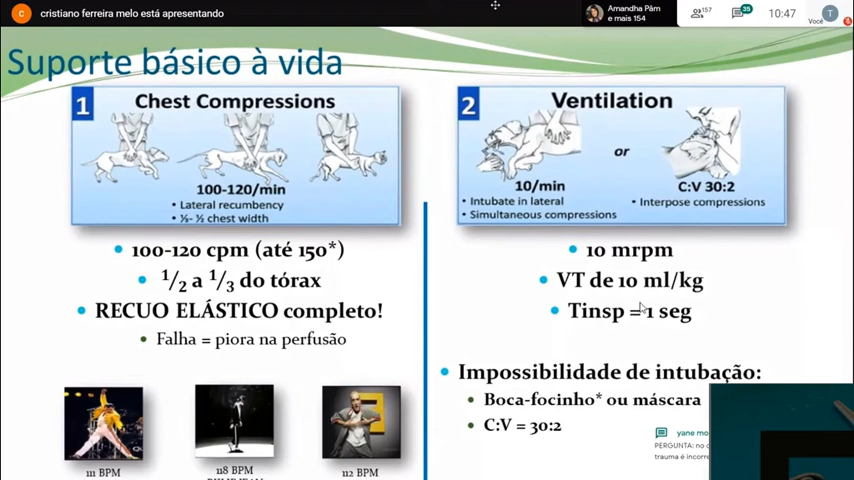 C
cristiano ferreira melo está apresentando
Amandha Pâm
e mais 154
157
35
10:47
T
Você
Suporte básico à vida
1
Chest Compressions
100-120/min
• Lateral recumbency
• ⅓- ½ chest width
2
Ventilation
or
10/min
• Intubate in lateral
• Simultaneous compressions
C:V 30:2
• Interpose compressions
• 100-120 cpm (até 150*)
• 1/2 a 1/3 do tórax
• RECUO ELÁSTICO completo!
• Falha = piora na perfusão
111 BPM
118 BPM
112 BPM
• 10 mrpm
• VT de 10 ml/kg
• Tinsp = 1 seg
• Impossibilidade de intubação:
• Boca-focinho* ou máscara
• C:V = 30:2
yane mo
PERGUNTA: no c
trauma é incorre